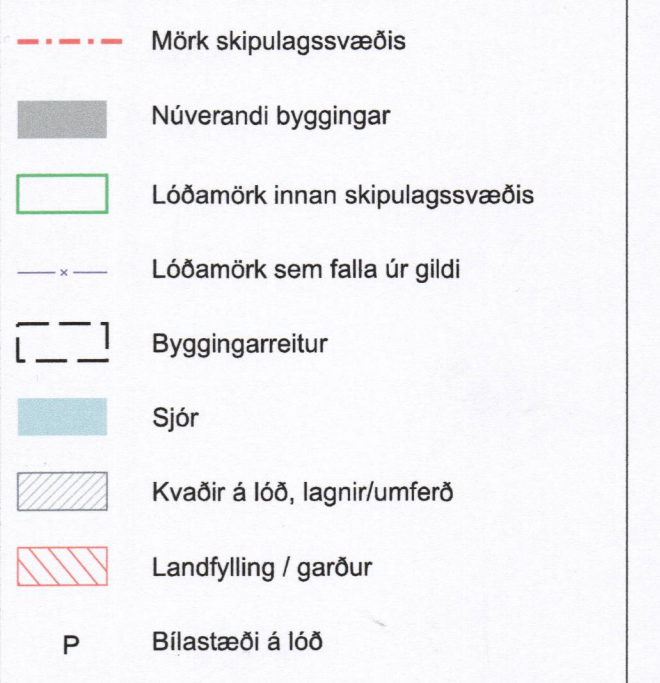 Mörk skipulagssvæðis
Núverandi byggingar
Lóðamörk innan skipulagssvæðis
Lóðamörk sem falla úr gildi
Byggingarreitur
Sjór
Kvaðir á lóð, lagnir/umferð
Landfylling / garður
P Bílastæði á lóð